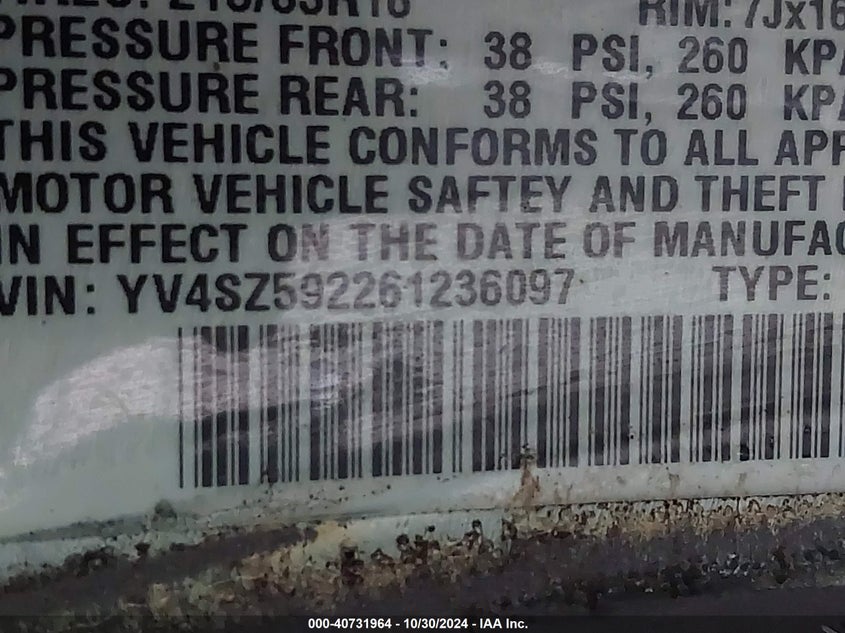 RIM: 7Jx16
PRESSURE FRONT: 38 PSI, 260 KPA
PRESSURE REAR: 38 PSI, 260 KPA
THIS VEHICLE CONFORMS TO ALL APP
MOTOR VEHICLE SAFTEY AND THEFT
IN EFFECT ON THE DATE OF MANUFAC
VIN: YV4SZ592261236097 TYPE:
000-40731964 - 10/30/2024 - IAA Inc.